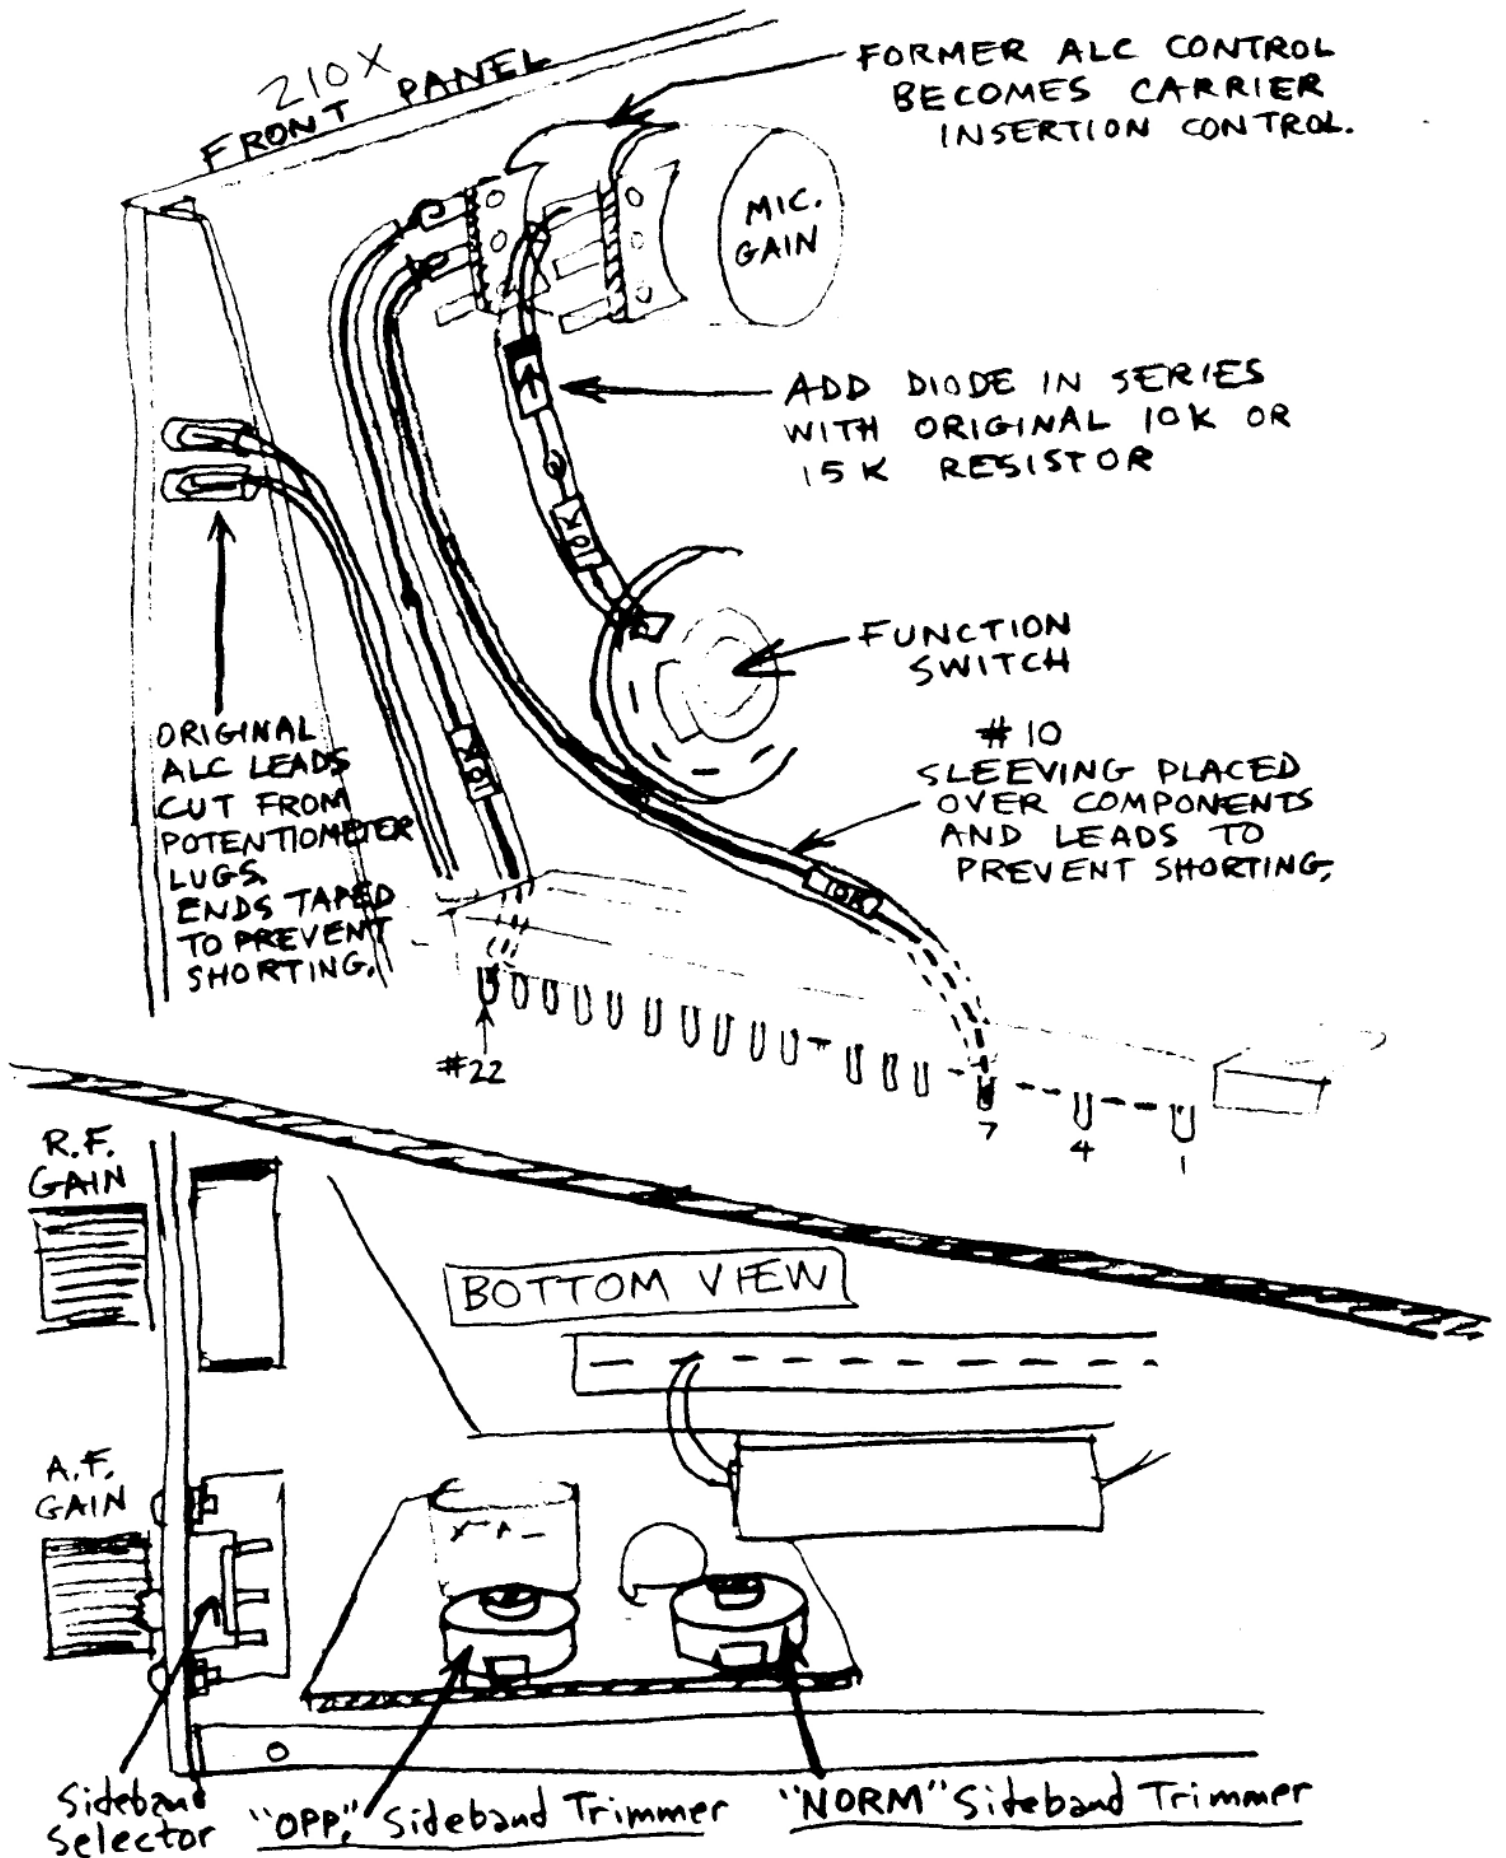 210X
FRONT PANEL
FORMER ALC CONTROL
BECOMES CARRIER
INSERTION CONTROL.
MIC.
GAIN
ADD DIODE IN SERIES
WITH ORIGINAL 10K OR
15K RESISTOR
10K
FUNCTION
SWITCH
ORIGINAL
ALC LEADS
CUT FROM
POTENTIOMETER
LUGS.
ENDS TAPED
TO PREVENT
SHORTING.
10K
#10
SLEEVING PLACED
OVER COMPONENTS
AND LEADS TO
PREVENT SHORTING.
10K
#22
7
4
1
R.F.
GAIN
BOTTOM VIEW
A.F.
GAIN
Sideband
Selector
"OPP." Sideband Trimmer
"NORM" Sideband Trimmer